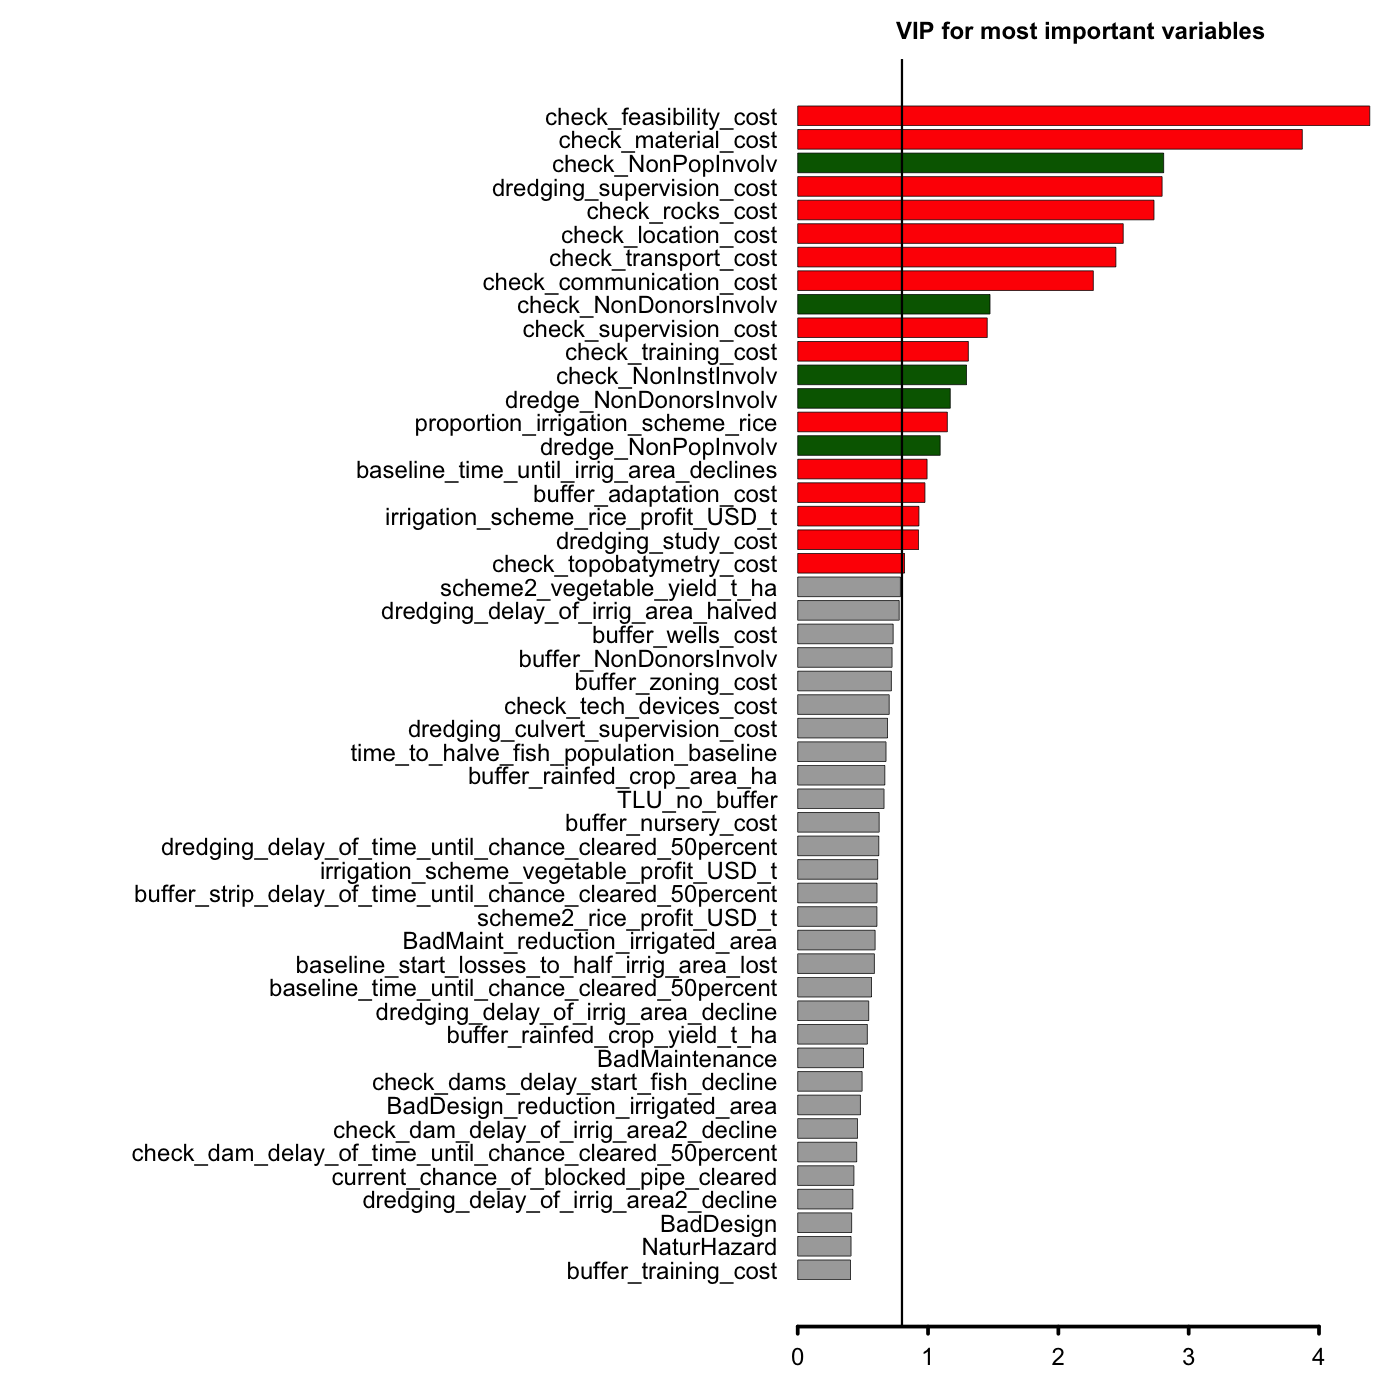 VIP for most important variables
check_feasibility_cost
check_material_cost
check_NonPopInvolv
dredging_supervision_cost
check_rocks_cost
check_location_cost
check_transport_cost
check_communication_cost
check_NonDonorsInvolv
check_supervision_cost
check_training_cost
check_NonInstInvolv
dredge_NonDonorsInvolv
proportion_irrigation_scheme_rice
dredge_NonPopInvolv
baseline_time_until_irrig_area_declines
buffer_adaptation_cost
irrigation_scheme_rice_profit_USD_t
dredging_study_cost
check_topobatymetry_cost
scheme2_vegetable_yield_t_ha
dredging_delay_of_irrig_area_halved
buffer_wells_cost
buffer_NonDonorsInvolv
buffer_zoning_cost
check_tech_devices_cost
dredging_culvert_supervision_cost
time_to_halve_fish_population_baseline
buffer_rainfed_crop_area_ha
TLU_no_buffer
buffer_nursery_cost
dredging_delay_of_time_until_chance_cleared_50percent
irrigation_scheme_vegetable_profit_USD_t
buffer_strip_delay_of_time_until_chance_cleared_50percent
scheme2_rice_profit_USD_t
BadMaint_reduction_irrigated_area
baseline_start_losses_to_half_irrig_area_lost
baseline_time_until_chance_cleared_50percent
dredging_delay_of_irrig_area_decline
buffer_rainfed_crop_yield_t_ha
BadMaintenance
check_dams_delay_start_fish_decline
BadDesign_reduction_irrigated_area
check_dam_delay_of_irrig_area2_decline
check_dam_delay_of_time_until_chance_cleared_50percent
current_chance_of_blocked_pipe_cleared
dredging_delay_of_irrig_area2_decline
BadDesign
NaturHazard
buffer_training_cost
0 1 2 3 4